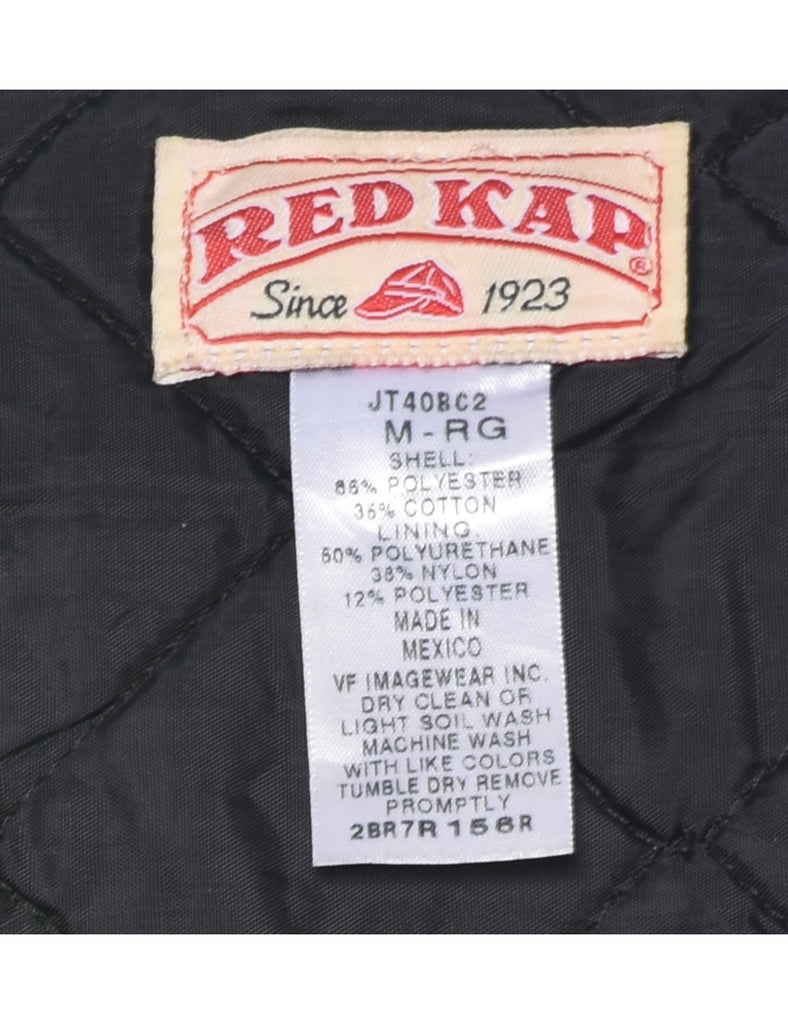 RED KAP®
Since 1923
JT40BC2
M-RG
SHELL:
65% POLYESTER
35% COTTON
LINING:
50% POLYURETHANE
38% NYLON
12% POLYESTER
MADE IN
MEXICO
VF IMAGEWEAR INC.
DRY CLEAN OR
LIGHT SOIL WASH
MACHINE WASH
WITH LIKE COLORS
TUMBLE DRY REMOVE
PROMPTLY
2BR7R 156R